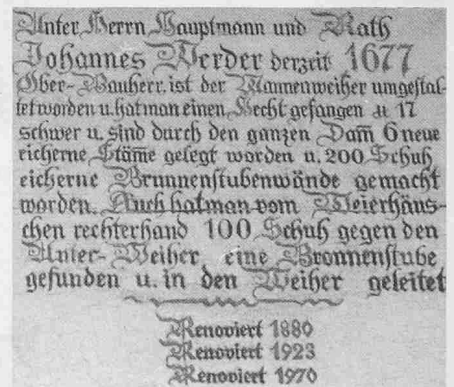 Unter Herrn Hauptmann und Rath
Johannes Werder derzeit 1677
Ober-Bauherr, ist der Mannenweiher umgestal-
tet worden u. hat man einen Hecht gefangen 17
schwer u. sind durch den ganzen Dam̄ 6 neue
eicherne Stäm̄e gelegt worden u. 200 Schuh
eicherne Brunnenstubenwände gemacht
worden. Auch hat man vom Weierhäus-
chen rechterhand 100 Schuh gegen den
Unter-Weiher eine Bronnenstube
gefunden u. in den Weiher geleitet
Renoviert 1880
Renoviert 1923
Renoviert 1970